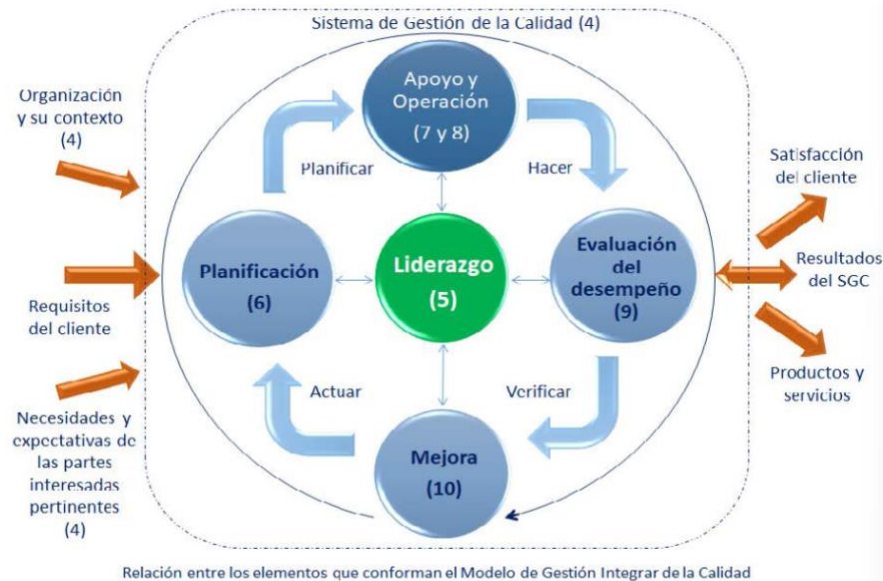 Sistema de Gestión de la Calidad (4)
Organización
y su contexto
(4)
Requisitos
del cliente
Necesidades y
expectativas de
las partes
interesadas
pertinentes
(4)
Apoyo y
Operación
(7 y 8)
Planificar
Hacer
Planificación
(6)
Liderazgo
(5)
Evaluación
del
desempeño
(9)
Actuar
Verificar
Mejora
(10)
Satisfacción
del cliente
Resultados
del SGC
Productos y
servicios
Relación entre los elementos que conforman el Modelo de Gestión Integrar de la Calidad